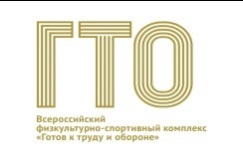 ГТО
Всероссийский
физкультурно-спортивный комплекс
«Готов к труду и обороне»